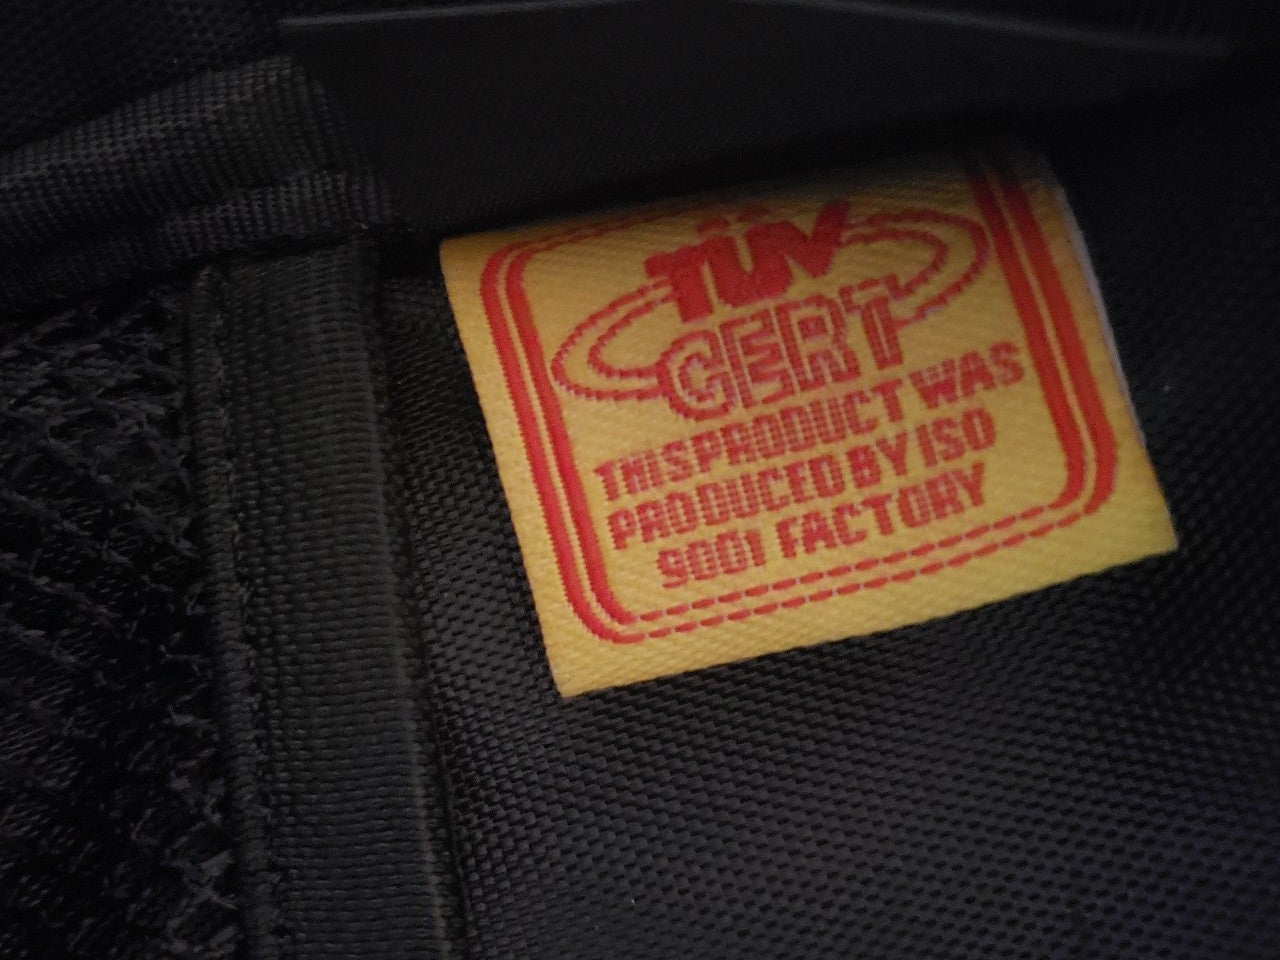 TÜV
CERT
THIS PRODUCT WAS
PRODUCED BY ISO
9001 FACTORY